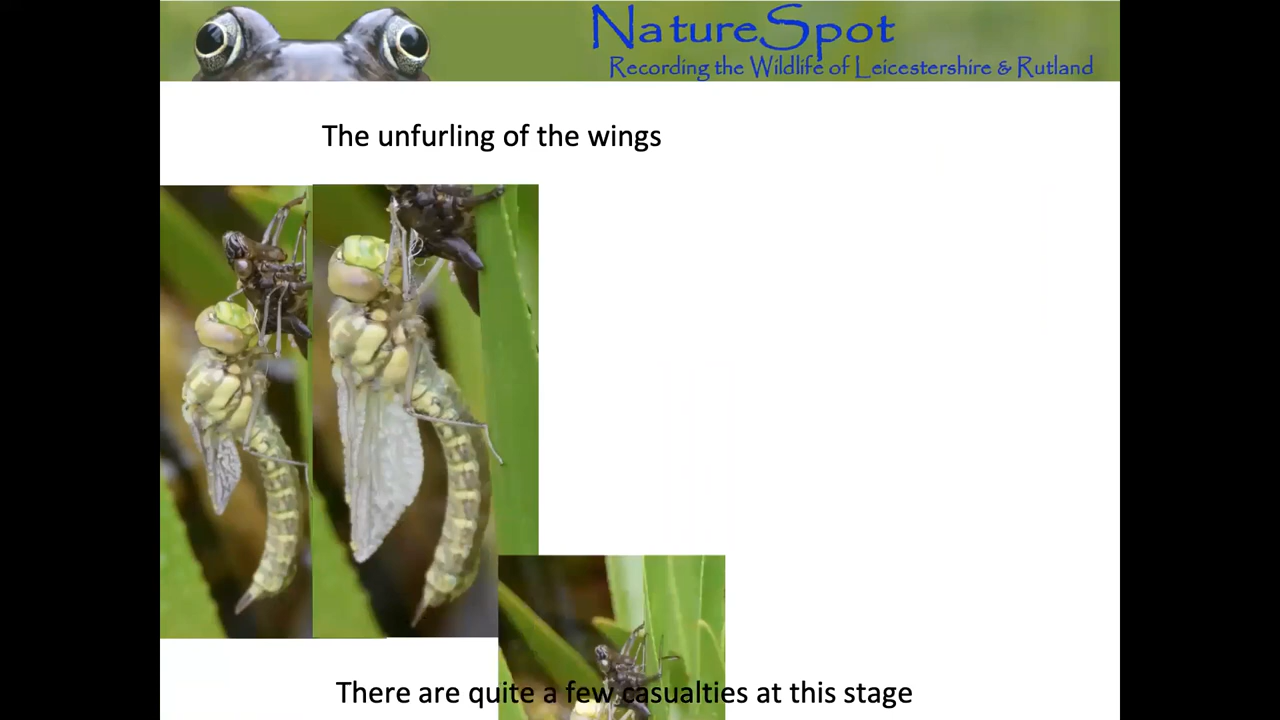 NatureSpot
Recording the Wildlife of Leicestershire & Rutland
The unfurling of the wings
There are quite a few casualties at this stage